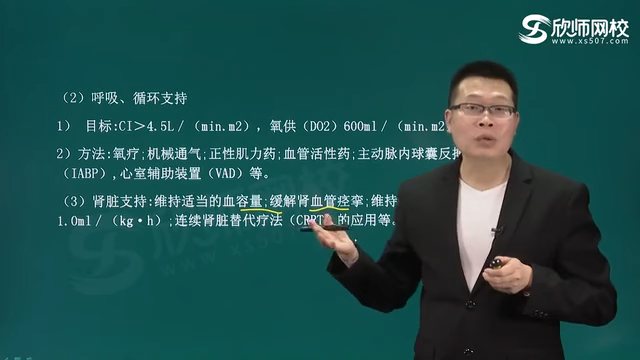 欣师网校
www.xs507.com
（2）呼吸、循环支持
1） 目标:CI＞4.5L／（min.m2），氧供（DO2）600ml／（min.m2
2）方法:氧疗;机械通气;正性肌力药;血管活性药;主动脉内球囊反搏
（IABP）,心室辅助装置（VAD）等。
（3）肾脏支持:维持适当的血容量;缓解肾血管痉挛;维持
1.0ml／（kg·h）;连续肾脏替代疗法（CRRT）的应用等。
欣师网校